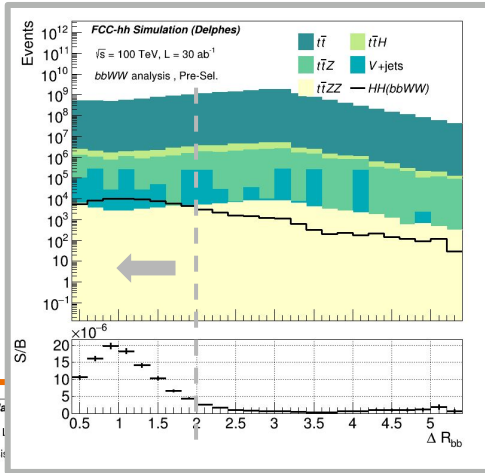 Events
10¹²
10¹¹
10¹⁰
10⁹
10⁸
10⁷
10⁶
10⁵
10⁴
10³
10²
10
1
10⁻¹
FCC-hh Simulation (Delphes)
√s = 100 TeV, L = 30 ab⁻¹
bbWW analysis , Pre-Sel.
tt̄ tt̄H
tt̄Z V+jets
tt̄ZZ HH(bbWW)
S/B
×10⁻⁶
20
15
10
5
0
0.5 1 1.5 2 2.5 3 3.5 4 4.5 5
Δ R_bb
L
is